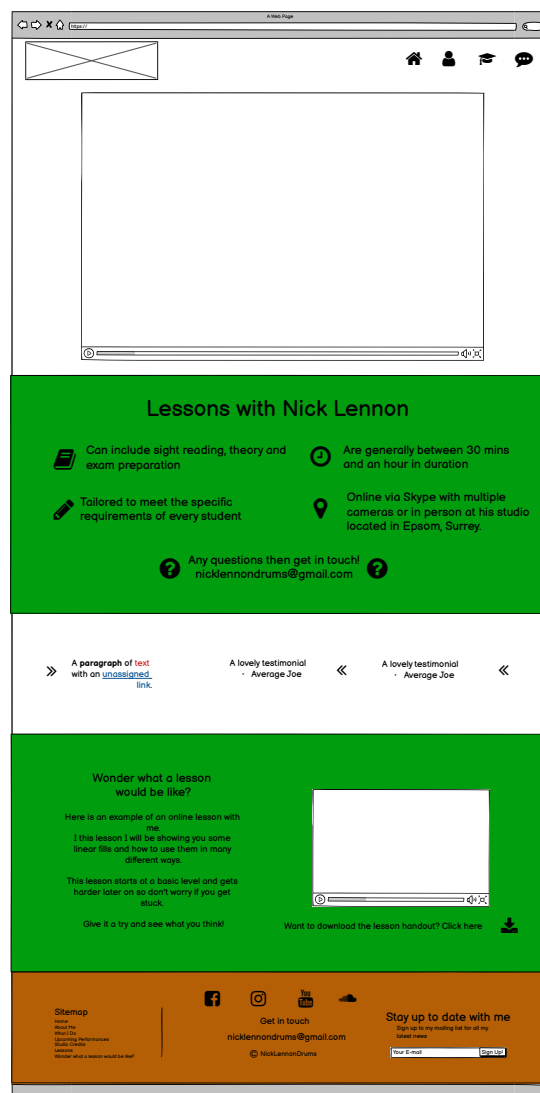 A Web Page
https://
Lessons with Nick Lennon
Can include sight reading, theory and
exam preparation
Are generally between 30 mins
and an hour in duration
Tailored to meet the specific
requirements of every student
Online via Skype with multiple
cameras or in person at his studio
located in Epsom, Surrey.
Any questions then get in touch!
nicklennondrums@gmail.com
A paragraph of text
with an unassigned
link.
A lovely testimonial
· Average Joe
A lovely testimonial
· Average Joe
Wonder what a lesson
would be like?
Here is an example of an online lesson with
me.
I this lesson I will be showing you some
linear fills and how to use them in many
different ways.
This lesson starts at a basic level and gets
harder later on so don't worry if you get
stuck.
Give it a try and see what you think!
Want to download the lesson handout? Click here
You
Tube
Sitemap
Home
About Me
What I Do
Upcoming Performances
Studio Credits
Lessons
Wonder what a lesson would be like?
Get in touch
nicklennondrums@gmail.com
© NickLennonDrums
Stay up to date with me
Sign up to my mailing list for all my
latest news
Your E-mail
Sign Up!